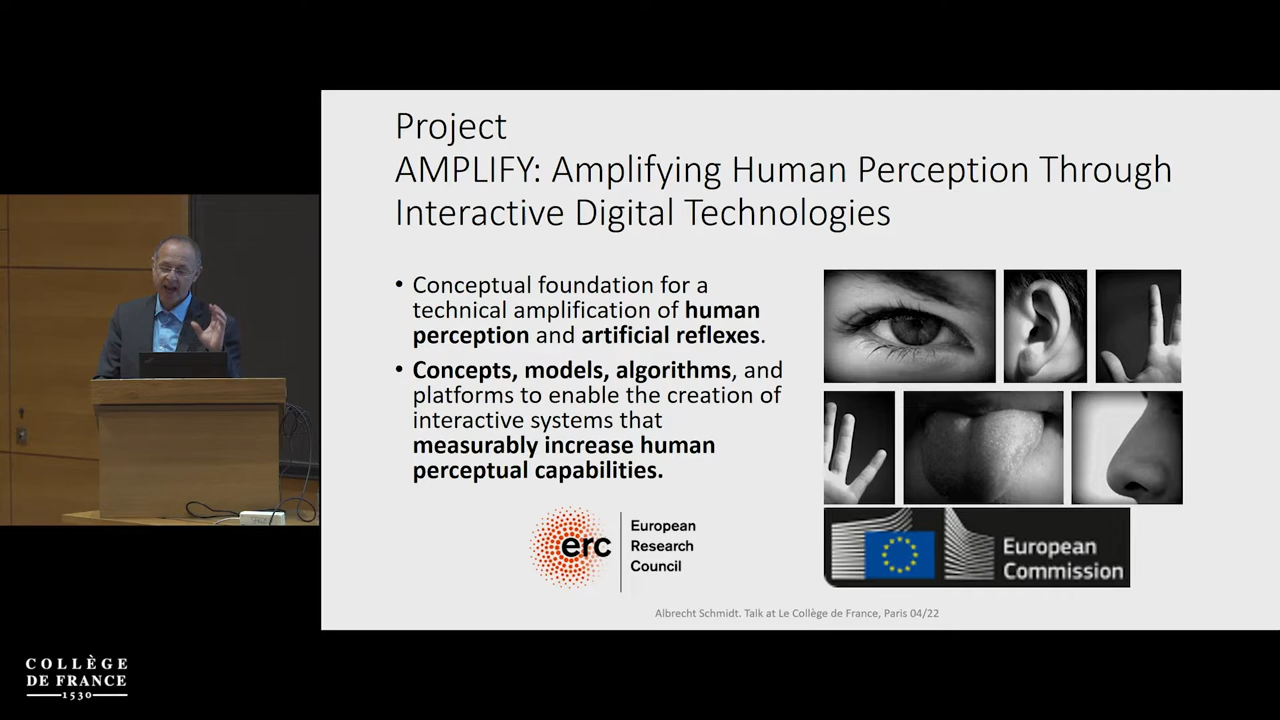 Project
AMPLIFY: Amplifying Human Perception Through
Interactive Digital Technologies
• Conceptual foundation for a
technical amplification of human
perception and artificial reflexes.
• Concepts, models, algorithms, and
platforms to enable the creation of
interactive systems that
measurably increase human
perceptual capabilities.
erc
European
Research
Council
European
Commission
Albrecht Schmidt. Talk at Le Collège de France, Paris 04/22
COLLÈGE
DE FRANCE
1530